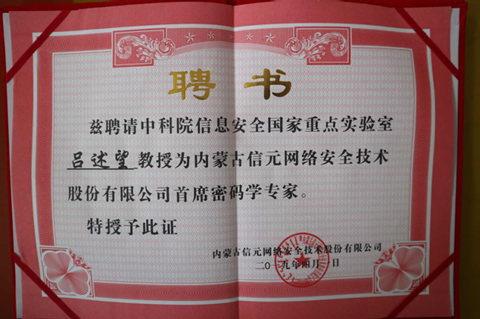 聘书
兹聘请中科院信息安全国家重点实验室
吕述望教授为内蒙古信元网络安全技术
股份有限公司首席密码学专家。
特授予此证
内蒙古信元网络安全技术股份有限公司
二〇一九年四月一日